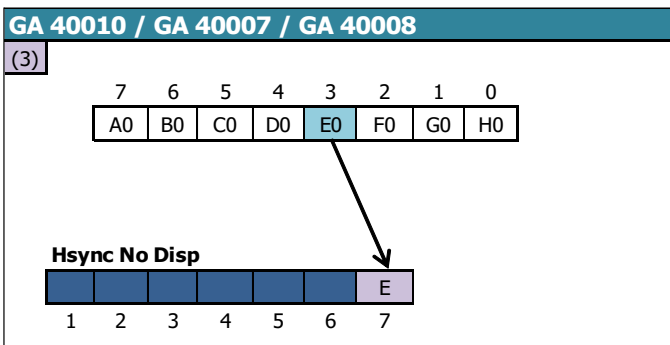 GA 40010 / GA 40007 / GA 40008
(3)
7 6 5 4 3 2 1 0
A0 B0 C0 D0 E0 F0 G0 H0
Hsync No Disp
E
1 2 3 4 5 6 7